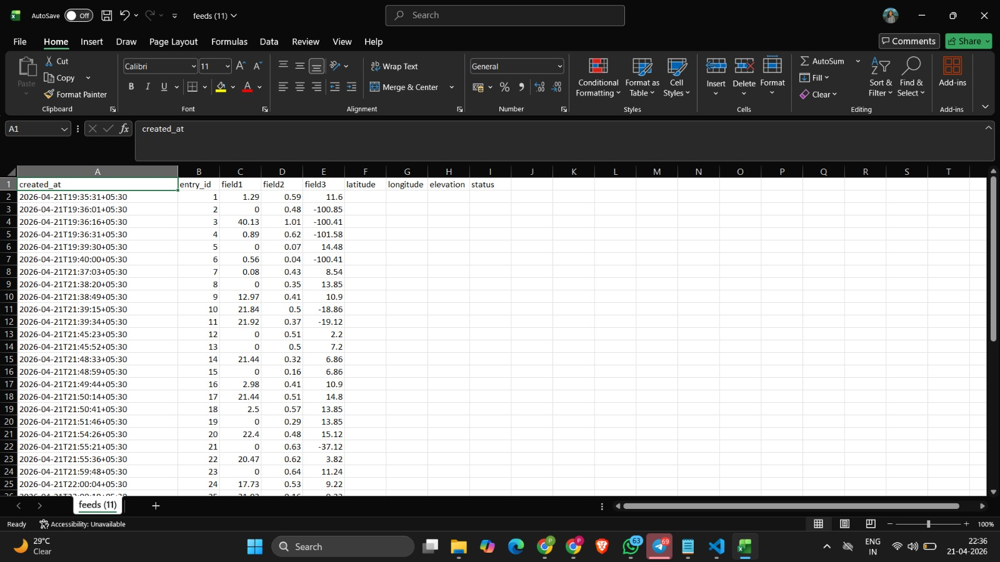 AutoSave Off feeds (11) Search
File Home Insert Draw Page Layout Formulas Data Review View Help Comments Share
Paste Cut Copy Format Painter Clipboard
Calibri 11 B I U A Font
Wrap Text Merge & Center Alignment
General % Number
Conditional Formatting Format as Table Cell Styles Styles
Insert Delete Format Cells
AutoSum Fill Clear Sort & Filter Find & Select Editing
Add-ins Add-ins
A1 fx created_at
A B C D E F G H I J K L M N O P Q R S T
1 created_at entry_id field1 field2 field3 latitude longitude elevation status
2 2026-04-21T19:35:31+05:30 1 1.29 0.59 11.6
3 2026-04-21T19:36:01+05:30 2 0 0.48 -100.85
4 2026-04-21T19:36:16+05:30 3 40.13 1.01 -100.41
5 2026-04-21T19:36:31+05:30 4 0.89 0.62 -101.58
6 2026-04-21T19:39:30+05:30 5 0 0.07 14.48
7 2026-04-21T19:40:00+05:30 6 0.56 0.04 -100.41
8 2026-04-21T21:37:03+05:30 7 0.08 0.43 8.54
9 2026-04-21T21:38:20+05:30 8 0 0.35 13.85
10 2026-04-21T21:38:49+05:30 9 12.97 0.41 10.9
11 2026-04-21T21:39:15+05:30 10 21.84 0.5 -18.86
12 2026-04-21T21:39:34+05:30 11 21.92 0.37 -19.12
13 2026-04-21T21:45:23+05:30 12 0 0.51 2.2
14 2026-04-21T21:45:52+05:30 13 0 0.5 7.2
15 2026-04-21T21:48:33+05:30 14 21.44 0.32 6.86
16 2026-04-21T21:48:59+05:30 15 0 0.16 6.86
17 2026-04-21T21:49:44+05:30 16 2.98 0.41 10.9
18 2026-04-21T21:50:14+05:30 17 21.44 0.51 14.8
19 2026-04-21T21:50:41+05:30 18 2.5 0.57 13.85
20 2026-04-21T21:51:46+05:30 19 0 0.29 13.85
21 2026-04-21T21:54:26+05:30 20 22.4 0.48 15.12
22 2026-04-21T21:55:21+05:30 21 0 0.63 -37.12
23 2026-04-21T21:55:36+05:30 22 20.47 0.62 3.82
24 2026-04-21T21:59:48+05:30 23 0 0.64 11.24
25 2026-04-21T22:00:04+05:30 24 17.73 0.53 9.22
feeds (11)
Ready Accessibility: Unavailable 100%
29°C Clear Search 63 69 ENG IN 22:36 21-04-2026